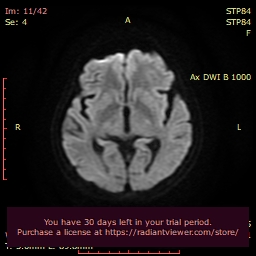 Im: 11/42
Se: 4
A
STP84
STP84
F
Ax DWI B 1000
R
L
You have 30 days left in your trial period.
Purchase a license at https://radiantviewer.com/store/